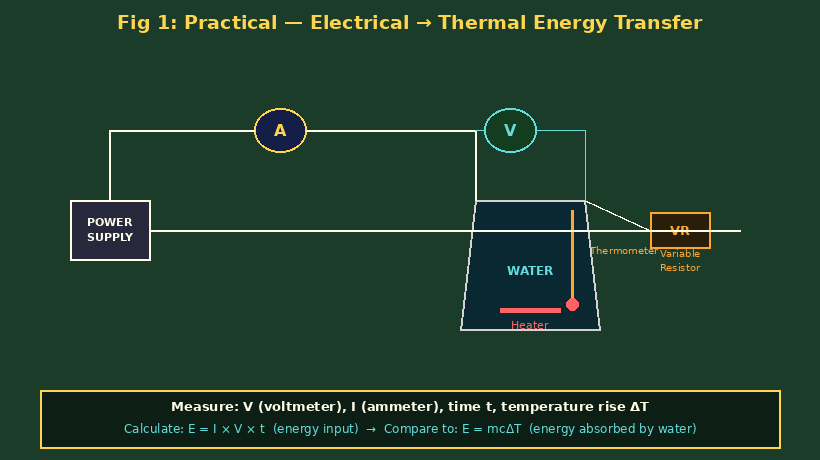 Fig 1: Practical — Electrical → Thermal Energy Transfer
A
V
POWER
SUPPLY
VR
Thermometer
Variable
Resistor
WATER
Heater
Measure: V (voltmeter), I (ammeter), time t, temperature rise ΔT
Calculate: E = I × V × t  (energy input)  →  Compare to: E = mcΔT  (energy absorbed by water)